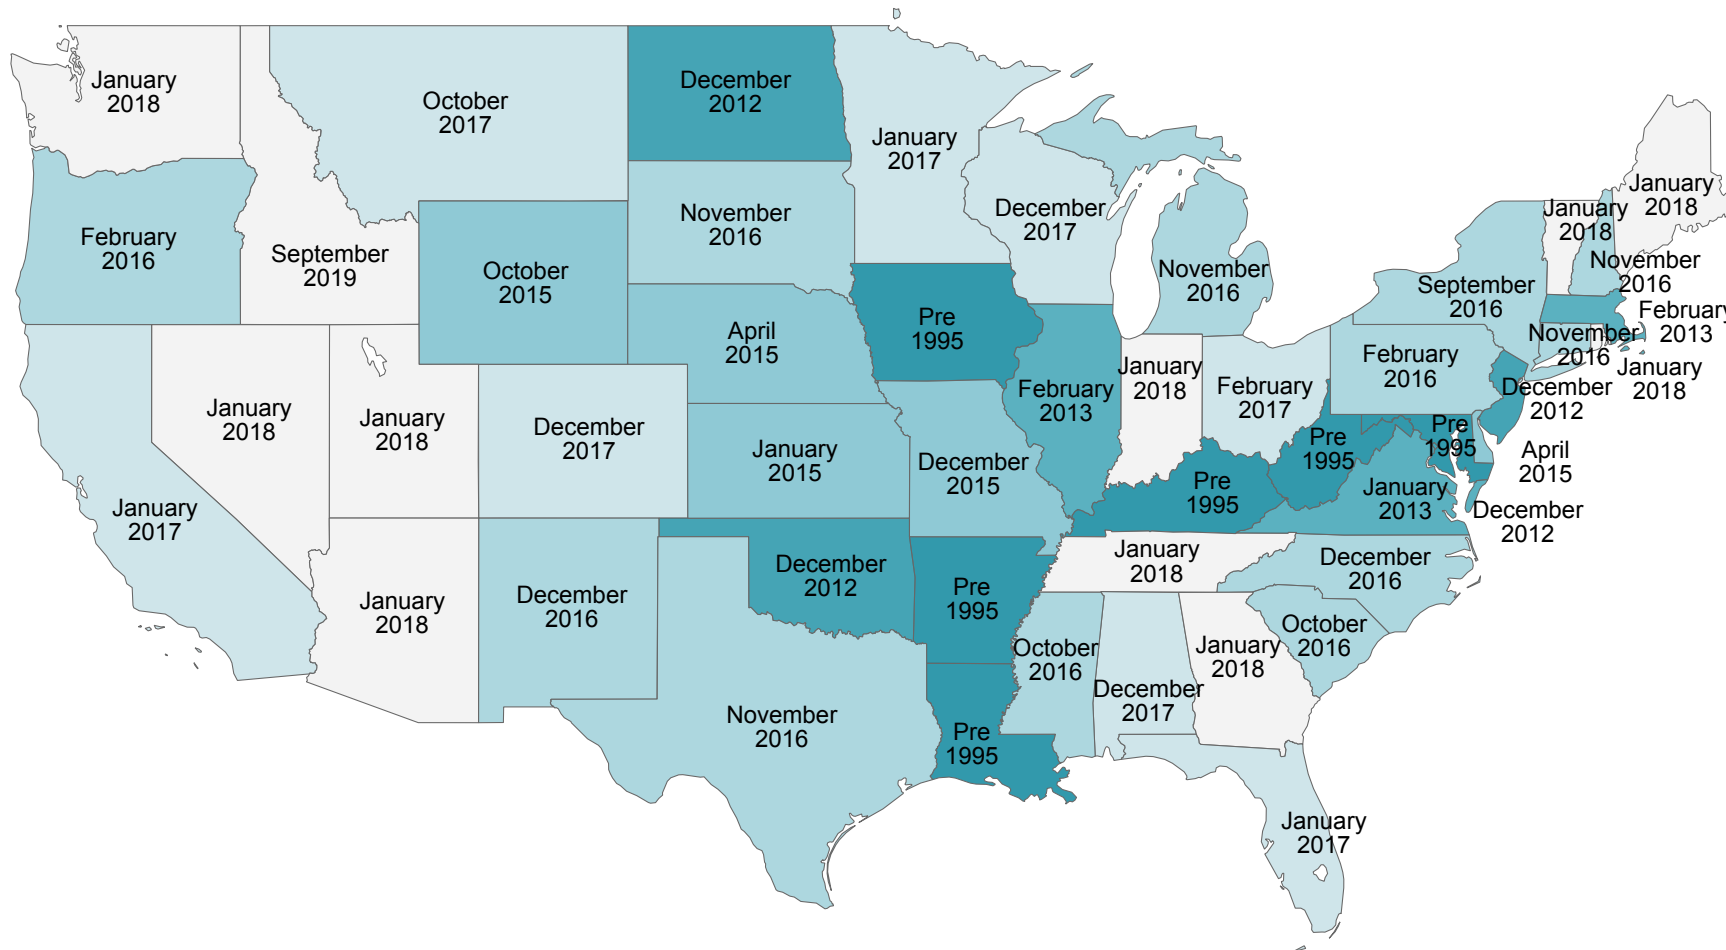 January
2018
October
2017
December
2012
January
2017
February
2016
September
2019
October
2015
November
2016
December
2017
November
2016
January
2018
January
2018
November
2016
September
2016
February
2013
January
2017
January
2018
January
2018
December
2017
April
2015
Pre
1995
February
2013
January
2018
February
2017
February
2016
November
2016
January
2018
December
2012
April
2015
December
2012
January
2015
December
2015
Pre
1995
Pre
1995
Pre
1995
January
2013
January
2018
December
2016
December
2012
Pre
1995
January
2018
December
2016
November
2016
Pre
1995
October
2016
December
2017
January
2018
October
2016
January
2017